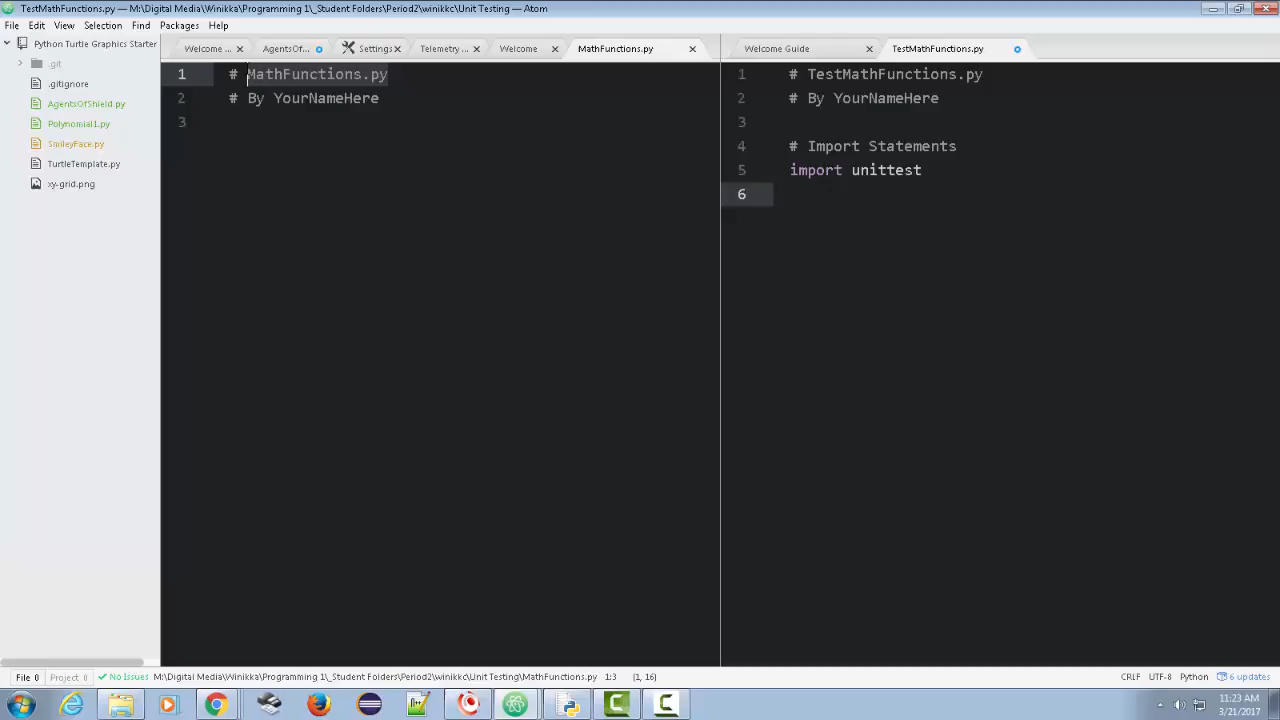 TestMathFunctions.py — M:\Digital Media\Winikka\Programming 1\_Student Folders\Period2\winikkc\Unit Testing — Atom
File Edit View Selection Find Packages Help
Python Turtle Graphics Starter
.git
.gitignore
AgentsOfShield.py
Polynomial1.py
SmileyFace.py
TurtleTemplate.py
xy-grid.png
Welcome ... AgentsOf... Settings Telemetry ... Welcome MathFunctions.py
1 # MathFunctions.py
2 # By YourNameHere
3
Welcome Guide TestMathFunctions.py
1 # TestMathFunctions.py
2 # By YourNameHere
3
4 # Import Statements
5 import unittest
6
File 0 Project 0 No Issues M:\Digital Media\Winikka\Programming 1\_Student Folders\Period2\winikkc\Unit Testing\MathFunctions.py 1:3 (1, 16) CRLF UTF-8 Python 6 updates
11:23 AM
3/21/2017